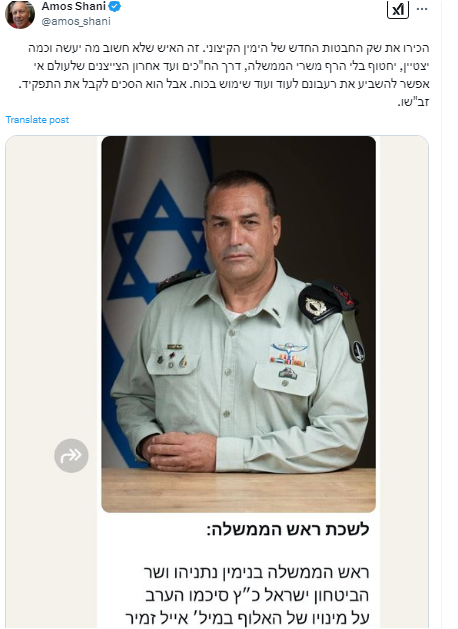 Amos Shani
@amos_shani
הכירו את שק החבטות החדש של הימין הקיצוני. זה האיש שלא חשוב מה יעשה וכמה
יצטיין, יחטוף בלי הרף משרי הממשלה, דרך הח"כים ועד אחרון הצייצנים שלעולם אי
אפשר להשביע את רעבונם לעוד ועוד שימוש בכוח. אבל הוא הסכים לקבל את התפקיד.
זב"שו.
Translate post
לשכת ראש הממשלה:
ראש הממשלה בנימין נתניהו ושר
הביטחון ישראל כ״ץ סיכמו הערב
על מינויו של האלוף במיל׳ אייל זמיר